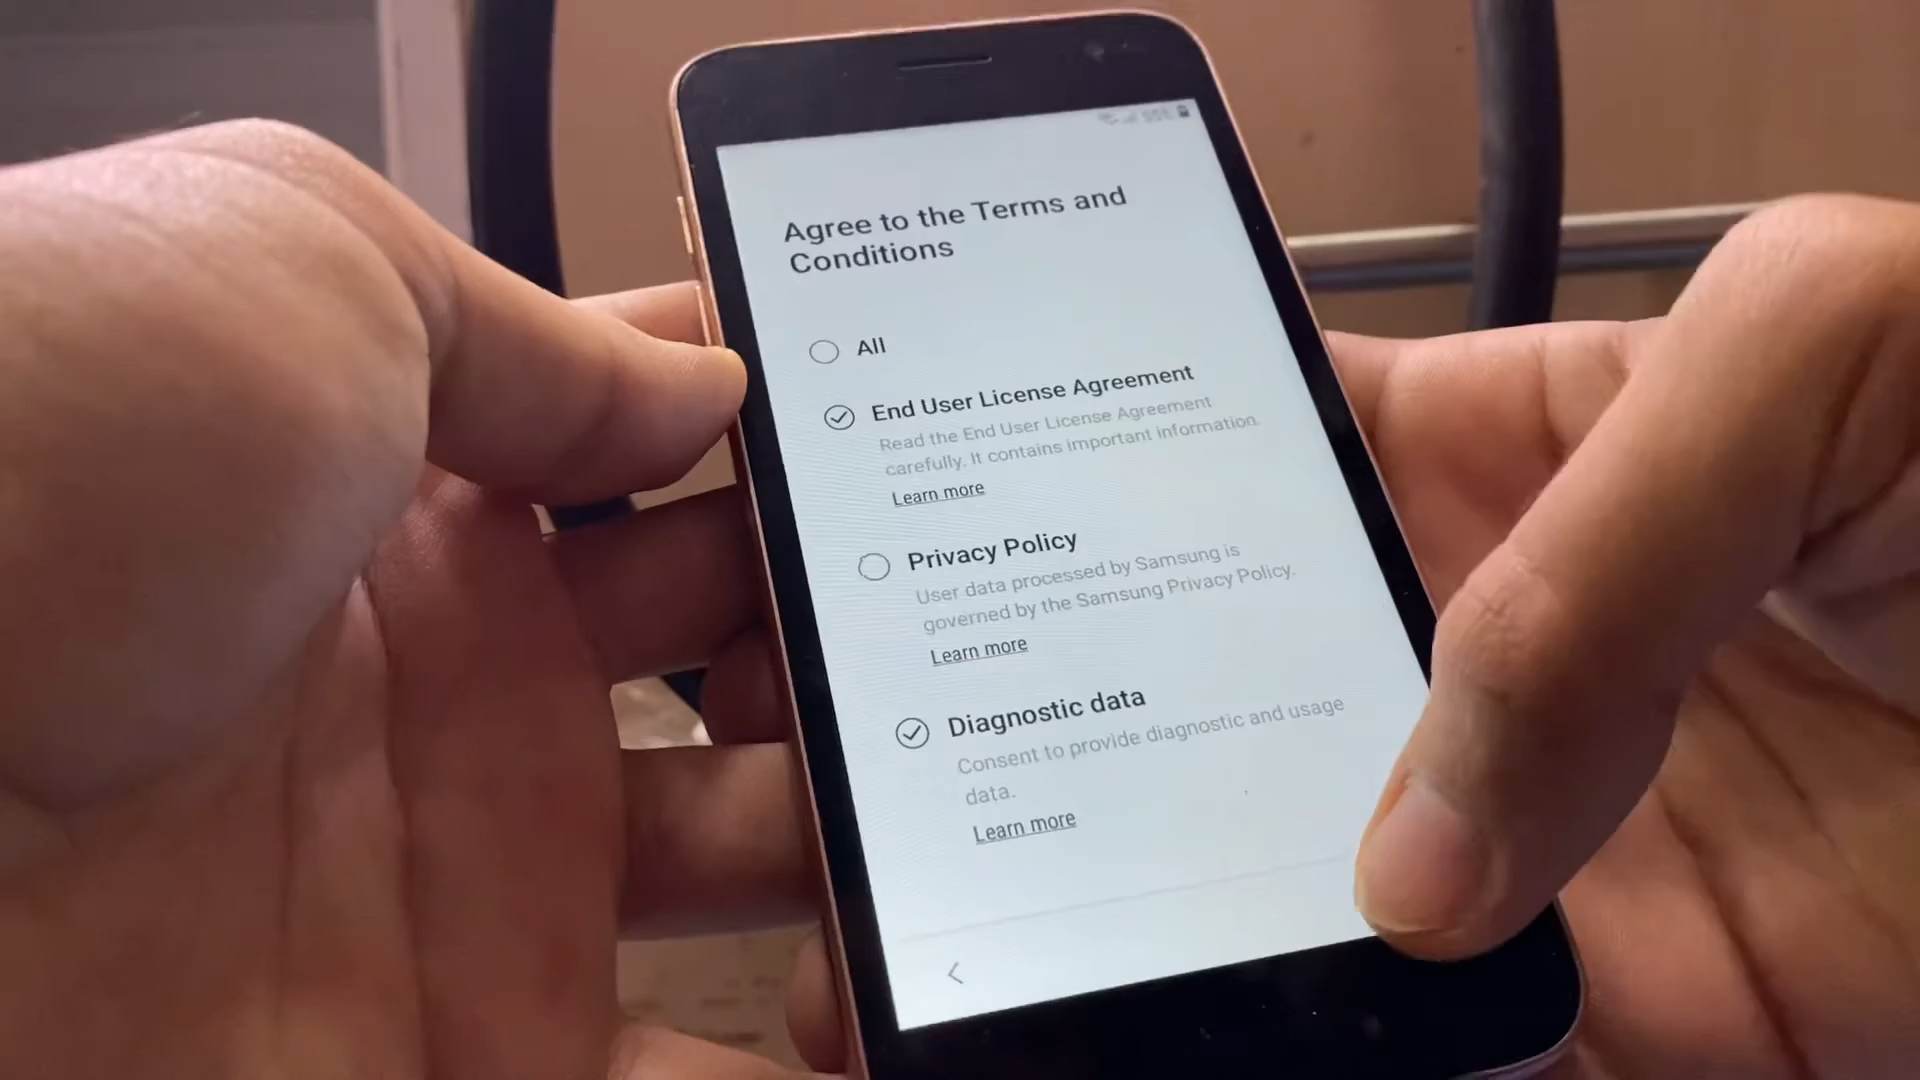 Agree to the Terms and
Conditions
All
End User License Agreement
Read the End User License Agreement
carefully. It contains important information.
Learn more
Privacy Policy
User data processed by Samsung is
governed by the Samsung Privacy Policy.
Learn more
Diagnostic data
Consent to provide diagnostic and usage
data.
Learn more